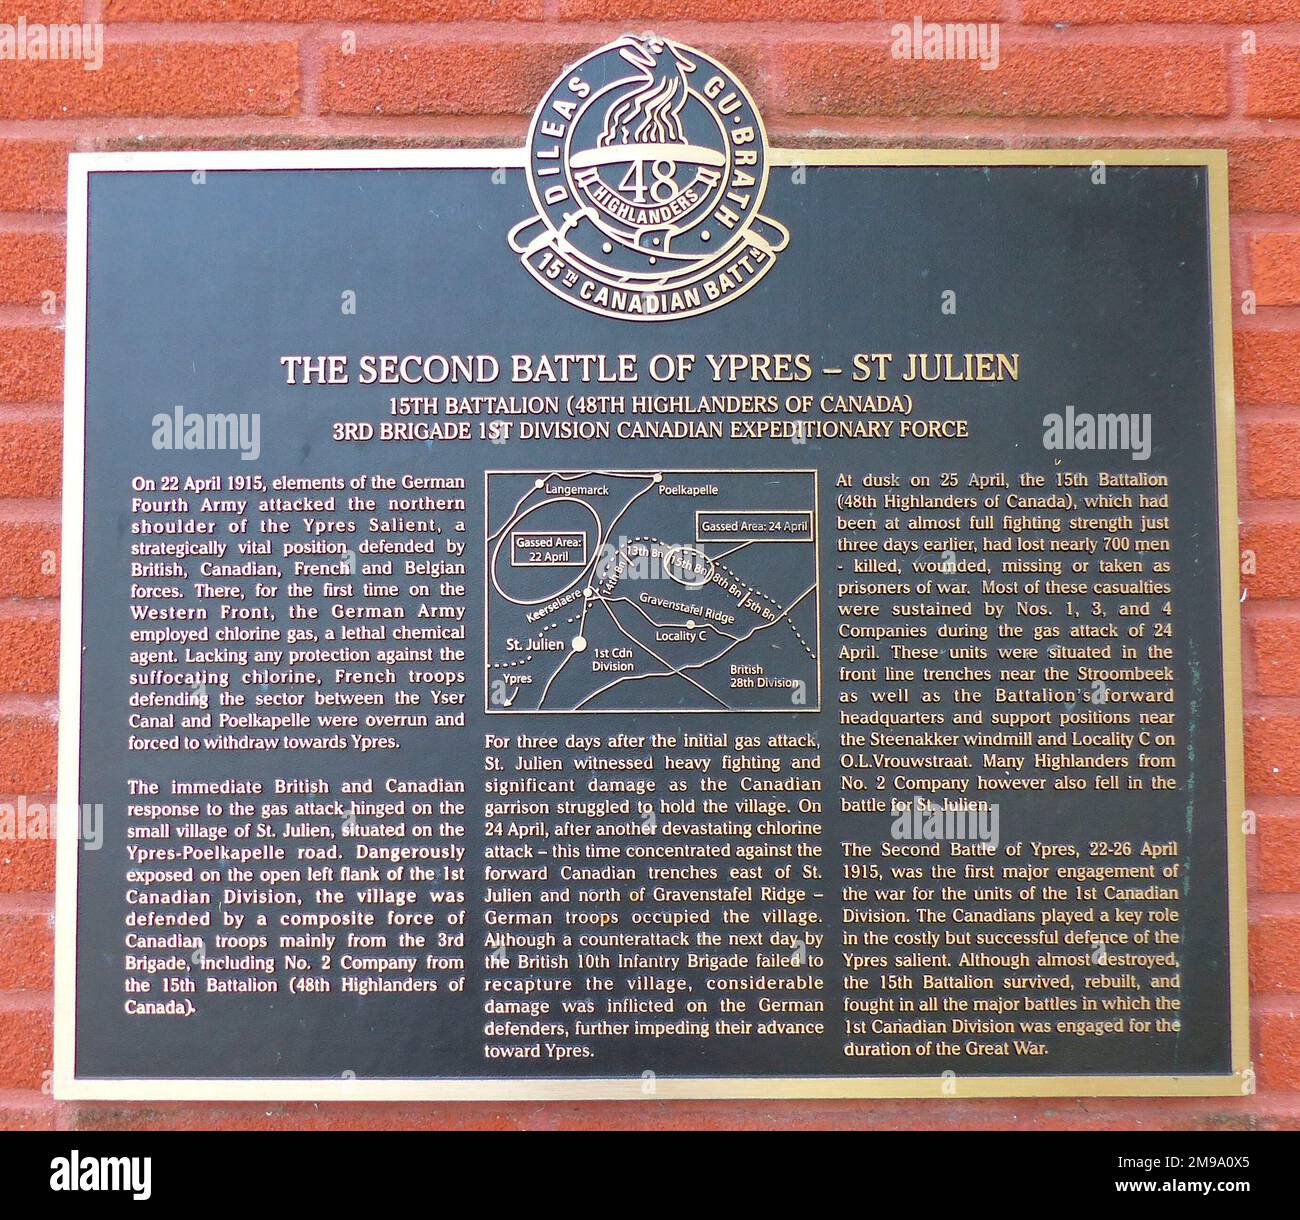 DILEAS GU·BRATH
48
HIGHLANDERS
15TH CANADIAN BATTN
THE SECOND BATTLE OF YPRES – ST JULIEN
15TH BATTALION (48TH HIGHLANDERS OF CANADA)
3RD BRIGADE 1ST DIVISION CANADIAN EXPEDITIONARY FORCE
On 22 April 1915, elements of the German
Fourth Army attacked the northern
shoulder of the Ypres Salient, a
strategically vital position defended by
British, Canadian, French and Belgian
forces. There, for the first time on the
Western Front, the German Army
employed chlorine gas, a lethal chemical
agent. Lacking any protection against the
suffocating chlorine, French troops
defending the sector between the Yser
Canal and Poelkapelle were overrun and
forced to withdraw towards Ypres.
The immediate British and Canadian
response to the gas attack hinged on the
small village of St. Julien, situated on the
Ypres-Poelkapelle road. Dangerously
exposed on the open left flank of the 1st
Canadian Division, the village was
defended by a composite force of
Canadian troops mainly from the 3rd
Brigade, including No. 2 Company from
the 15th Battalion (48th Highlanders of
Canada).
Langemarck
Poelkapelle
Gassed Area:
22 April
Gassed Area: 24 April
14th Bn
13th Bn
15th Bn
8th Bn
5th Bn
Keerselaere
Gravenstafel Ridge
Locality C
St. Julien
1st Cdn
Division
Ypres
British
28th Division
For three days after the initial gas attack,
St. Julien witnessed heavy fighting and
significant damage as the Canadian
garrison struggled to hold the village. On
24 April, after another devastating chlorine
attack – this time concentrated against the
forward Canadian trenches east of St.
Julien and north of Gravenstafel Ridge –
German troops occupied the village.
Although a counterattack the next day by
the British 10th Infantry Brigade failed to
recapture the village, considerable
damage was inflicted on the German
defenders, further impeding their advance
toward Ypres.
At dusk on 25 April, the 15th Battalion
(48th Highlanders of Canada), which had
been at almost full fighting strength just
three days earlier, had lost nearly 700 men
- killed, wounded, missing or taken as
prisoners of war. Most of these casualties
were sustained by Nos. 1, 3, and 4
Companies during the gas attack of 24
April. These units were situated in the
front line trenches near the Stroombeek
as well as the Battalion's forward
headquarters and support positions near
the Steenakker windmill and Locality C on
O.L.Vrouwstraat. Many Highlanders from
No. 2 Company however also fell in the
battle for St. Julien.
The Second Battle of Ypres, 22-26 April
1915, was the first major engagement of
the war for the units of the 1st Canadian
Division. The Canadians played a key role
in the costly but successful defence of the
Ypres salient. Although almost destroyed,
the 15th Battalion survived, rebuilt, and
fought in all the major battles in which the
1st Canadian Division was engaged for the
duration of the Great War.
alamy
Image ID: 2M9A0X5
www.alamy.com